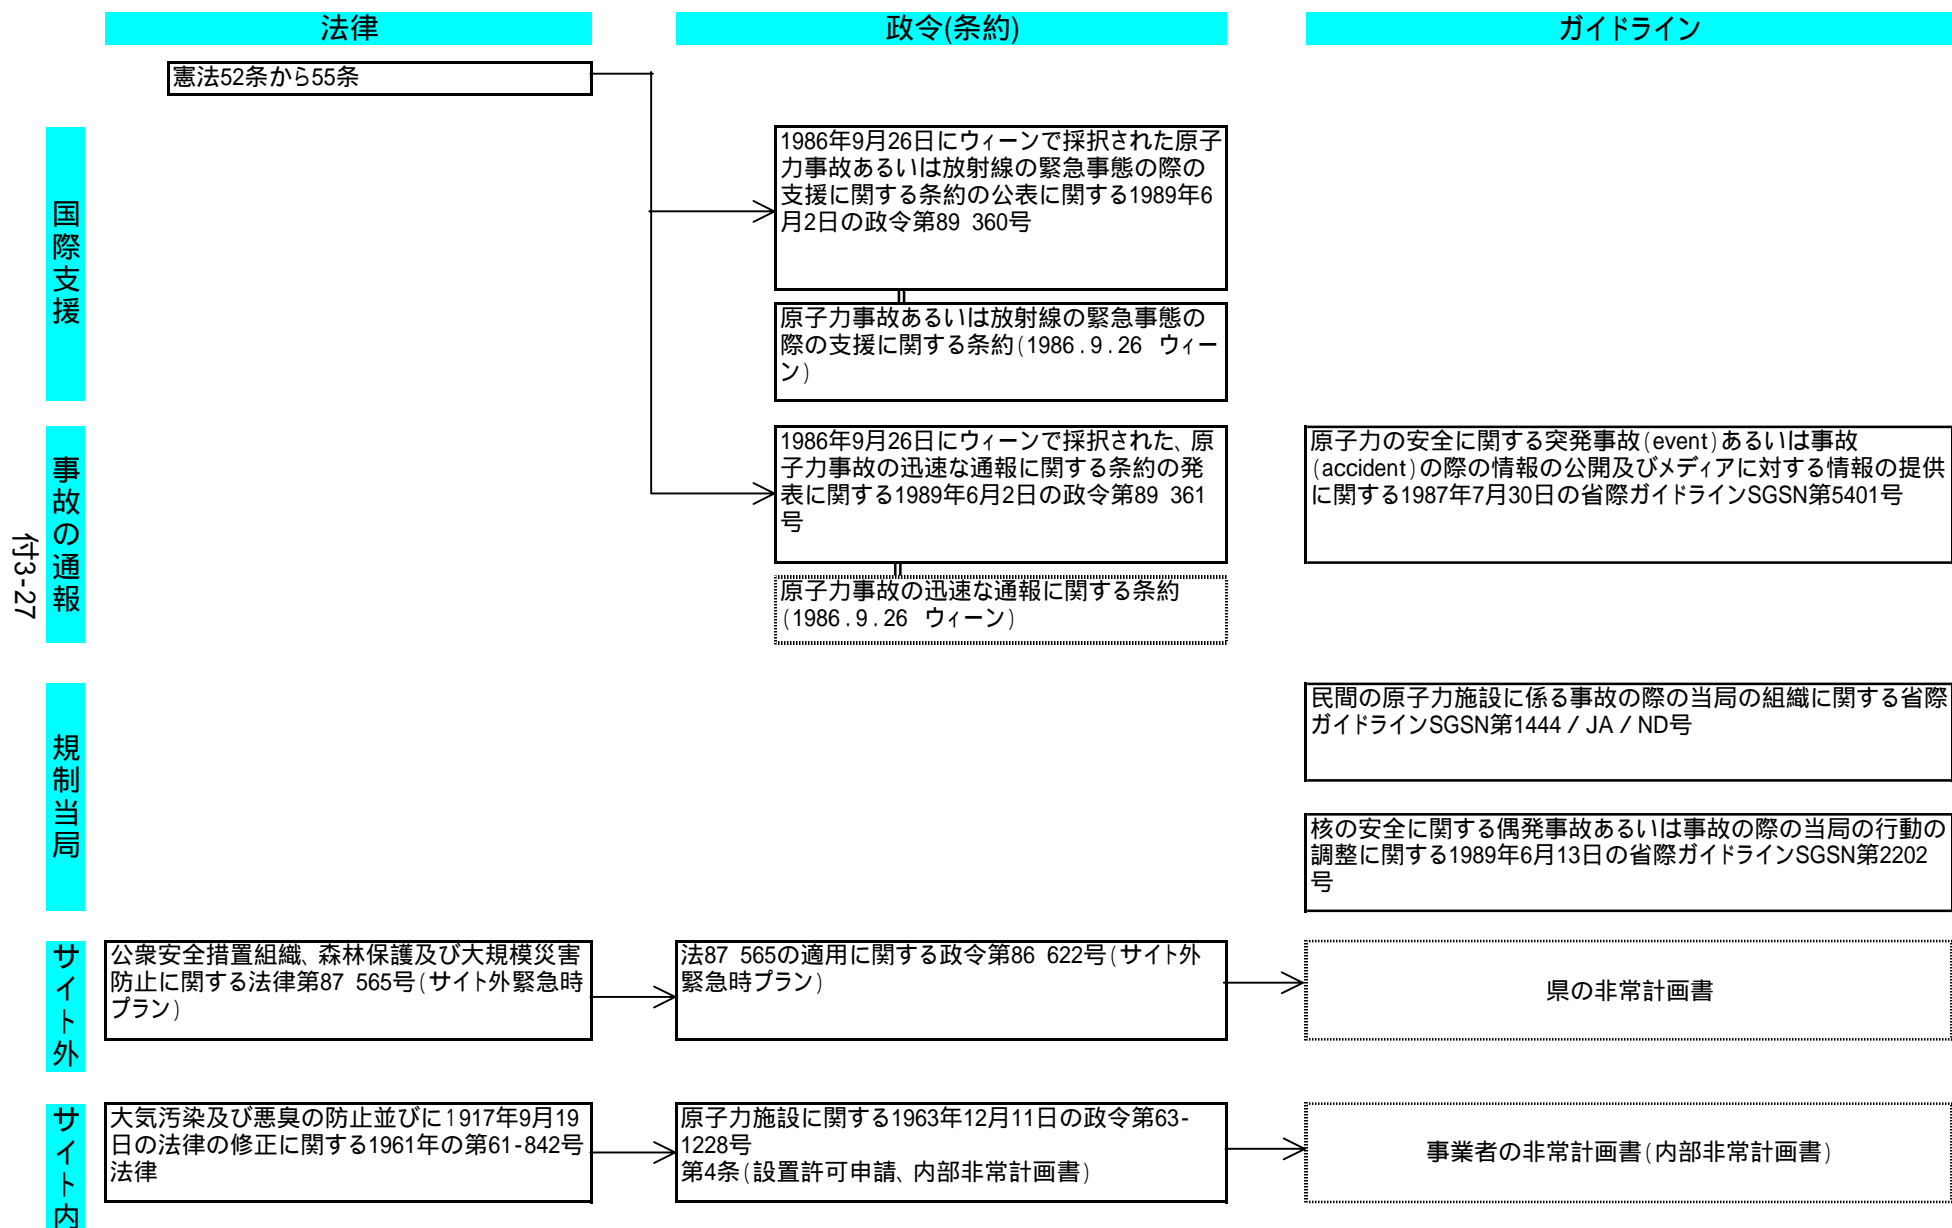 法律
政令(条約)
ガイドライン
憲法52条から55条
国際支援
1986年9月26日にウィーンで採択された原子
力事故あるいは放射線の緊急事態の際の
支援に関する条約の公表に関する1989年6
月2日の政令第89 360号
原子力事故あるいは放射線の緊急事態の
際の支援に関する条約(1986.9.26 ウィー
ン)
事故の通報
1986年9月26日にウィーンで採択された、原
子力事故の迅速な通報に関する条約の発
表に関する1989年6月2日の政令第89 361
号
原子力事故の迅速な通報に関する条約
(1986.9.26 ウィーン)
原子力の安全に関する突発事故(event)あるいは事故
(accident)の際の情報の公開及びメディアに対する情報の提供
に関する1987年7月30日の省際ガイドラインSGSN第5401号
付3-27
規制当局
民間の原子力施設に係る事故の際の当局の組織に関する省際
ガイドラインSGSN第1444/JA/ND号
核の安全に関する偶発事故あるいは事故の際の当局の行動の
調整に関する1989年6月13日の省際ガイドラインSGSN第2202
号
サイト外
公衆安全措置組織、森林保護及び大規模災害
防止に関する法律第87 565号(サイト外緊急時
プラン)
法87 565の適用に関する政令第86 622号(サイト外
緊急時プラン)
県の非常計画書
サイト内
大気汚染及び悪臭の防止並びに1917年9月19
日の法律の修正に関する1961年の第61-842号
法律
原子力施設に関する1963年12月11日の政令第63-
1228号
第4条(設置許可申請、内部非常計画書)
事業者の非常計画書(内部非常計画書)